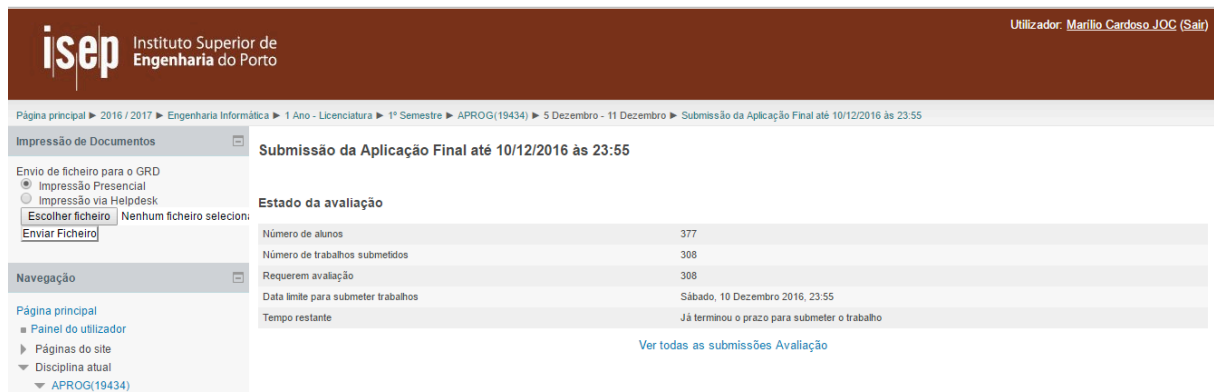 Utilizador: Marílio Cardoso JOC (Sair)
isep
Instituto Superior de
Engenharia do Porto
Página principal ▶ 2016 / 2017 ▶ Engenharia Informática ▶ 1 Ano - Licenciatura ▶ 1º Semestre ▶ APROG(19434) ▶ 5 Dezembro - 11 Dezembro ▶ Submissão da Aplicação Final até 10/12/2016 às 23:55
Impressão de Documentos
Envio de ficheiro para o GRD
Impressão Presencial
Impressão via Helpdesk
Escolher ficheiro Nenhum ficheiro seleciona
Enviar Ficheiro
Navegação
Página principal
Painel do utilizador
Páginas do site
Disciplina atual
APROG(19434)
Submissão da Aplicação Final até 10/12/2016 às 23:55
Estado da avaliação
Número de alunos 377
Número de trabalhos submetidos 308
Requerem avaliação 308
Data limite para submeter trabalhos Sábado, 10 Dezembro 2016, 23:55
Tempo restante Já terminou o prazo para submeter o trabalho
Ver todas as submissões Avaliação